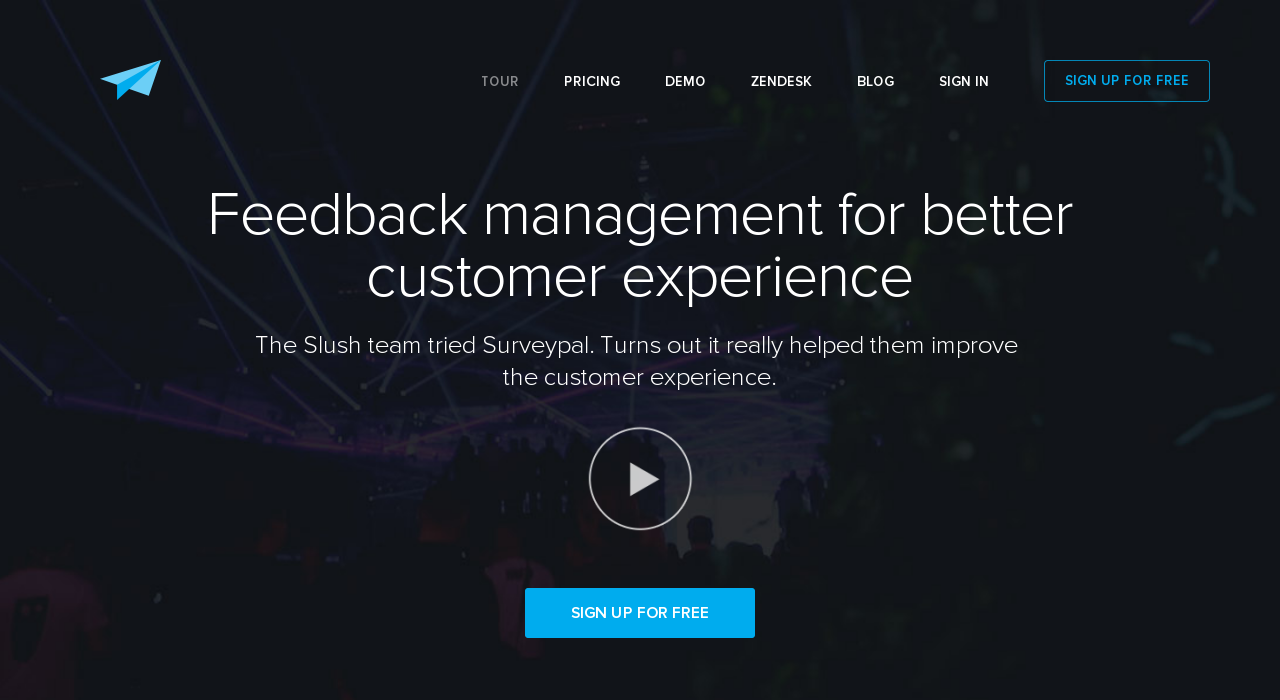 TOUR PRICING DEMO ZENDESK BLOG SIGN IN SIGN UP FOR FREE
Feedback management for better
customer experience
The Slush team tried Surveypal. Turns out it really helped them improve
the customer experience.
SIGN UP FOR FREE